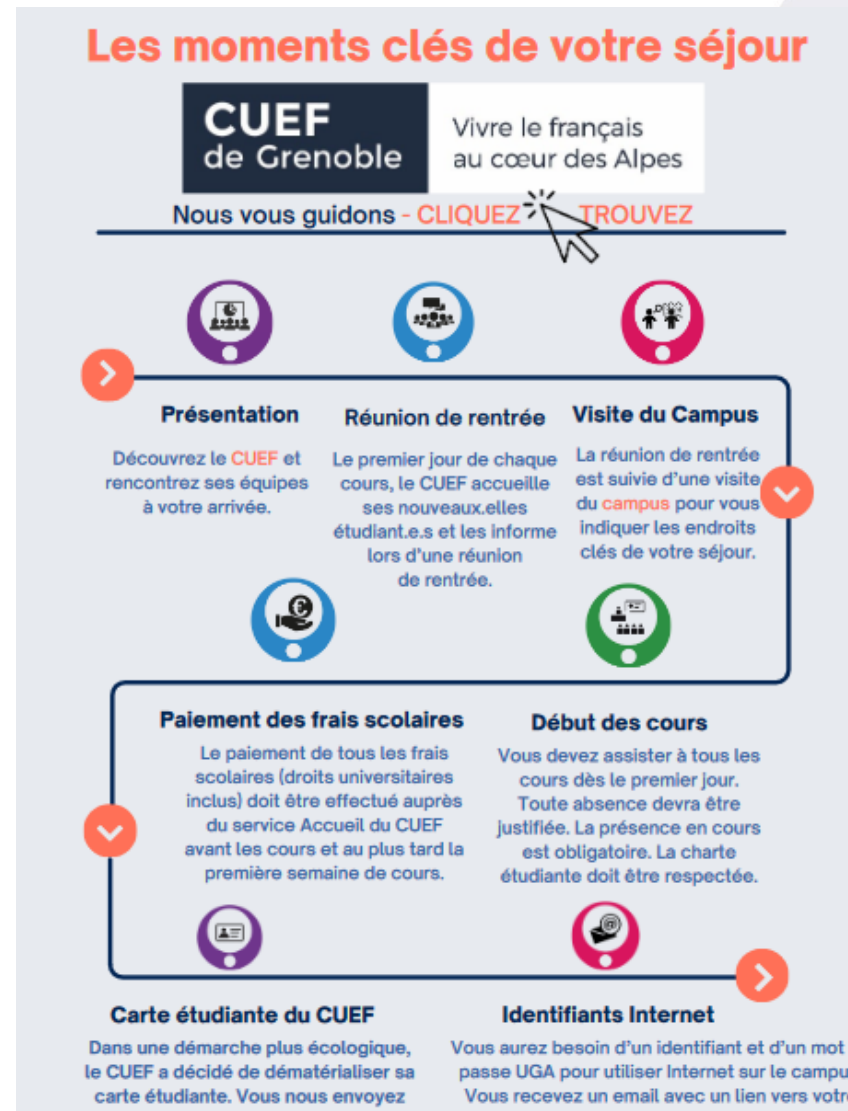 Les moments clés de votre séjour
CUEF
de Grenoble
Vivre le français
au cœur des Alpes
Nous vous guidons - CLIQUEZ TROUVEZ
Présentation
Découvrez le CUEF et
rencontrez ses équipes
à votre arrivée.
Réunion de rentrée
Le premier jour de chaque
cours, le CUEF accueille
ses nouveaux.elles
étudiant.e.s et les informe
lors d'une réunion
de rentrée.
Visite du Campus
La réunion de rentrée
est suivie d'une visite
du campus pour vous
indiquer les endroits
clés de votre séjour.
Paiement des frais scolaires
Le paiement de tous les frais
scolaires (droits universitaires
inclus) doit être effectué auprès
du service Accueil du CUEF
avant les cours et au plus tard la
première semaine de cours.
Début des cours
Vous devez assister à tous les
cours dès le premier jour.
Toute absence devra être
justifiée. La présence en cours
est obligatoire. La charte
étudiante doit être respectée.
Carte étudiante du CUEF
Dans une démarche plus écologique,
le CUEF a décidé de dématérialiser sa
carte étudiante. Vous nous envoyez
Identifiants Internet
Vous aurez besoin d'un identifiant et d'un mot
passe UGA pour utiliser Internet sur le campu
Vous recevez un email avec un lien vers votre